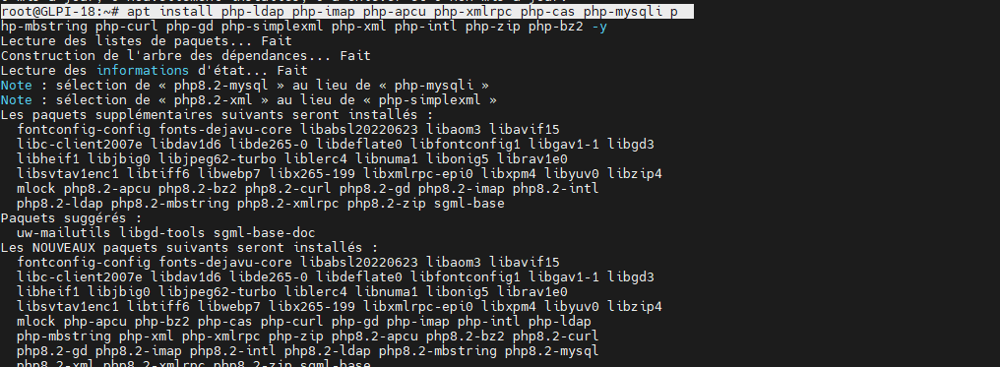 root@GLPI-18:~# apt install php-ldap php-imap php-apcu php-xmlrpc php-cas php-mysqli p
hp-mbstring php-curl php-gd php-simplexml php-xml php-intl php-zip php-bz2 -y
Lecture des listes de paquets... Fait
Construction de l'arbre des dépendances... Fait
Lecture des informations d'état... Fait
Note : sélection de « php8.2-mysql » au lieu de « php-mysqli »
Note : sélection de « php8.2-xml » au lieu de « php-simplexml »
Les paquets supplémentaires suivants seront installés :
fontconfig-config fonts-dejavu-core libabsl20220623 libaom3 libavif15
libc-client2007e libdav1d6 libde265-0 libdeflate0 libfontconfig1 libgav1-1 libgd3
libheif1 libjbig0 libjpeg62-turbo liblerc4 libnuma1 libonig5 librav1e0
libsvtav1enc1 libtiff6 libwebp7 libx265-199 libxmlrpc-epi0 libxpm4 libyuv0 libzip4
mlock php8.2-apcu php8.2-bz2 php8.2-curl php8.2-gd php8.2-imap php8.2-intl
php8.2-ldap php8.2-mbstring php8.2-xmlrpc php8.2-zip sgml-base
Paquets suggérés :
uw-mailutils libgd-tools sgml-base-doc
Les NOUVEAUX paquets suivants seront installés :
fontconfig-config fonts-dejavu-core libabsl20220623 libaom3 libavif15
libc-client2007e libdav1d6 libde265-0 libdeflate0 libfontconfig1 libgav1-1 libgd3
libheif1 libjbig0 libjpeg62-turbo liblerc4 libnuma1 libonig5 librav1e0
libsvtav1enc1 libtiff6 libwebp7 libx265-199 libxmlrpc-epi0 libxpm4 libyuv0 libzip4
mlock php-apcu php-bz2 php-cas php-curl php-gd php-imap php-intl php-ldap
php-mbstring php-xml php-xmlrpc php-zip php8.2-apcu php8.2-bz2 php8.2-curl
php8.2-gd php8.2-imap php8.2-intl php8.2-ldap php8.2-mbstring php8.2-mysql
php8.2-xml php8.2-xmlrpc php8.2-zip sgml-base